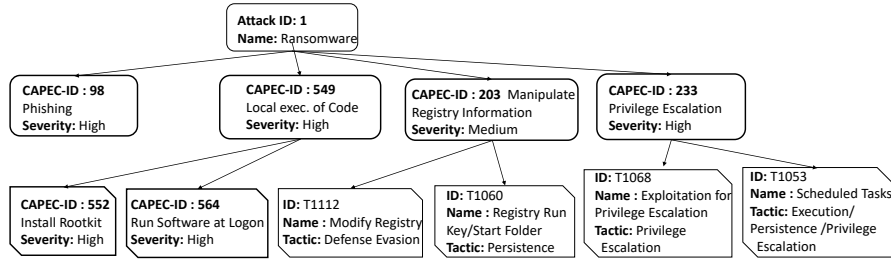 Attack ID: 1
Name: Ransomware
CAPEC-ID : 98
Phishing
Severity: High
CAPEC-ID : 549
Local exec. of Code
Severity: High
CAPEC-ID : 203 Manipulate
Registry Information
Severity: Medium
CAPEC-ID : 233
Privilege Escalation
Severity: High
CAPEC-ID : 552
Install Rootkit
Severity: High
CAPEC-ID : 564
Run Software at Logon
Severity: High
ID: T1112
Name : Modify Registry
Tactic: Defense Evasion
ID: T1060
Name : Registry Run
Key/Start Folder
Tactic: Persistence
ID: T1068
Name : Exploitation for
Privilege Escalation
Tactic: Privilege
Escalation
ID: T1053
Name : Scheduled Tasks
Tactic: Execution/
Persistence /Privilege
Escalation